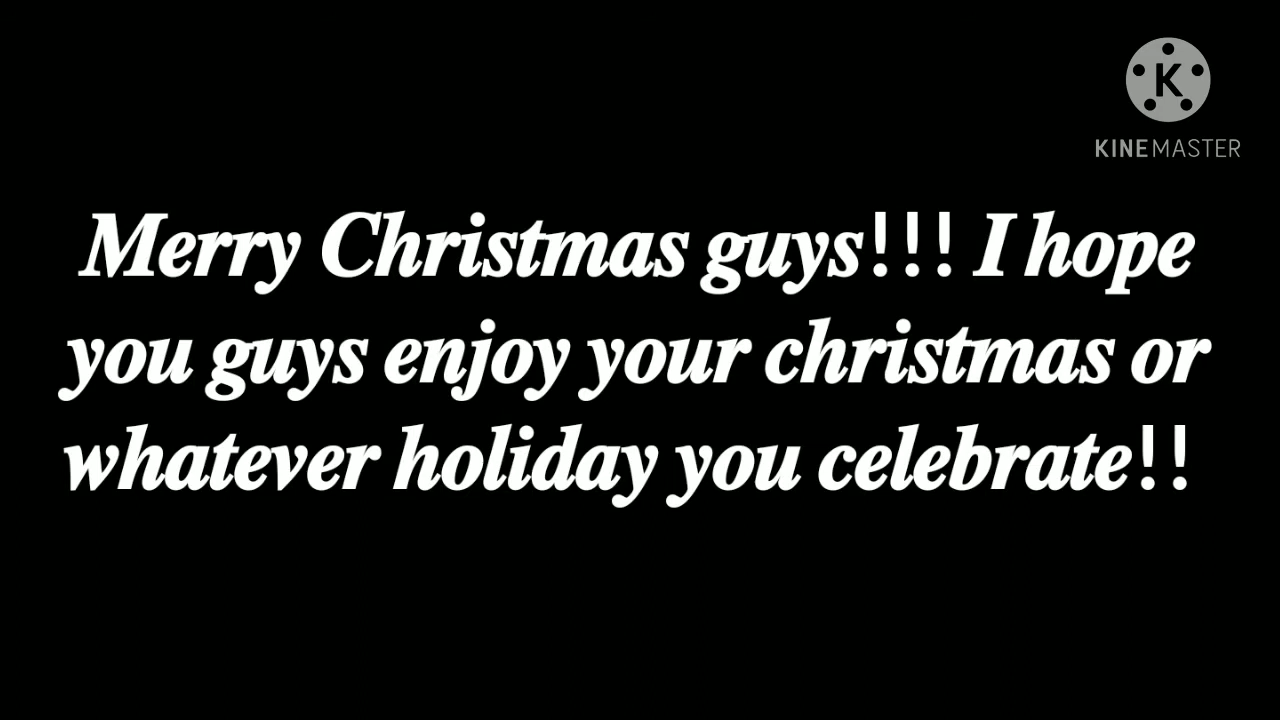 K
KINEMASTER
Merry Christmas guys!!! I hope
you guys enjoy your christmas or
whatever holiday you celebrate!!